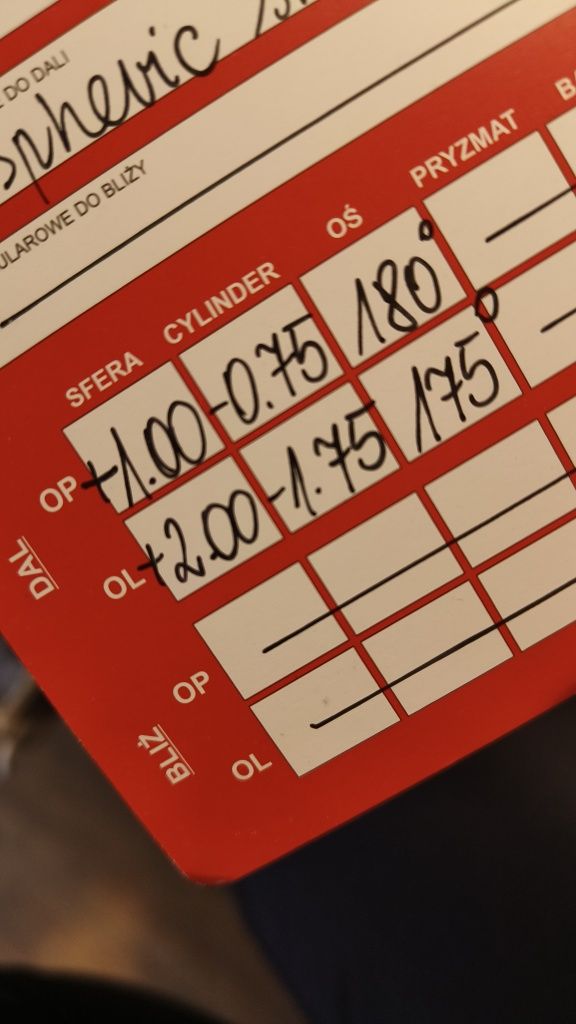 DO DALI
ULAROWE DO BLIŻY
SFERA CYLINDER OŚ PRYZMAT
DAL
OP +1.00 -0.75 180°
OL +2.00 -1.75 175°
BLIŻ
OP
OL